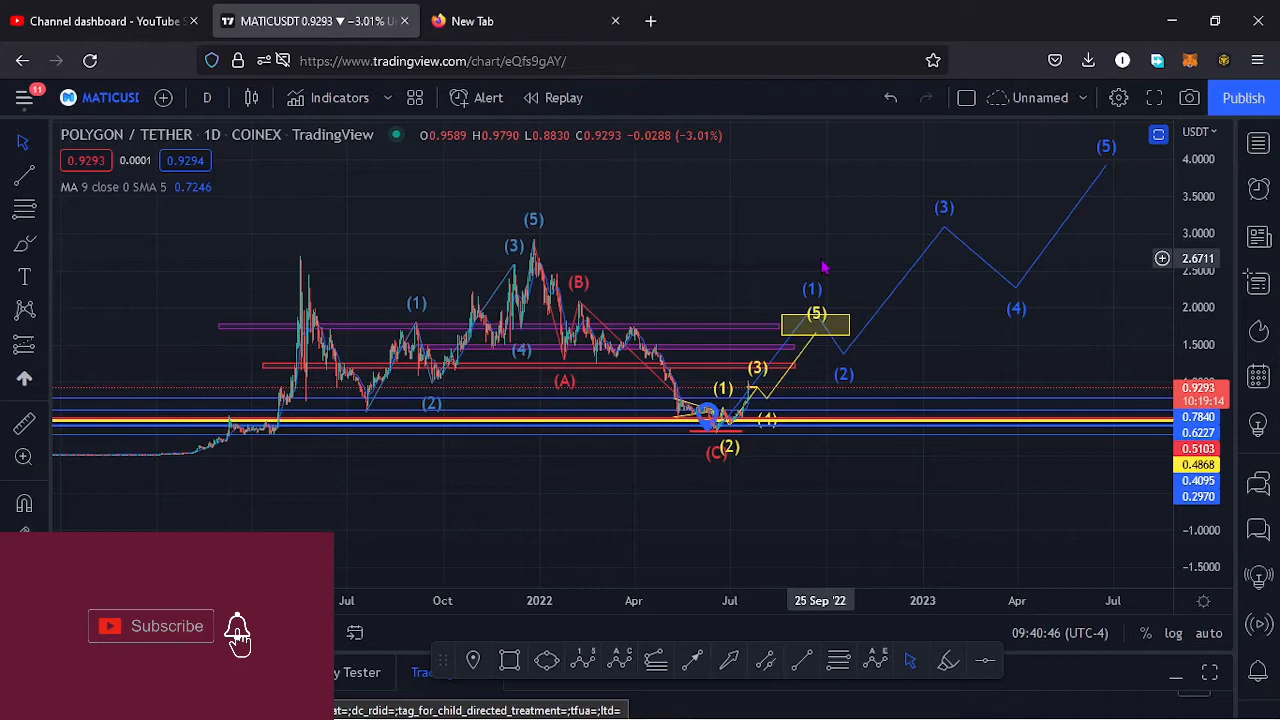 Channel dashboard - YouTube S
MATICUSDT 0.9293 ▼ −3.01% U
New Tab
https://www.tradingview.com/chart/eQfs9gAY/
11
MATICUSI
D
Indicators
Alert
Replay
Unnamed
Publish
POLYGON / TETHER · 1D · COINEX · TradingView
O0.9589 H0.9790 L0.8830 C0.9293 −0.0288 (−3.01%)
USDT
0.9293
0.0001
0.9294
MA 9 close 0 SMA 5 0.7246
4.0000
3.5000
3.0000
2.6711
2.5000
2.0000
1.5000
0.9293
10:19:14
0.7840
0.6227
0.5103
0.4868
0.4095
0.2970
-1.0000
-1.5000
(1)
(2)
(3)
(4)
(5)
(A)
(B)
(C)
(1)
(2)
(3)
(4)
(5)
(1)
(2)
(3)
(4)
(5)
Jul
Oct
2022
Apr
Jul
25 Sep '22
2023
Apr
Jul
09:40:46 (UTC-4)
%
log
auto
Subscribe
y Tester
Trad
at=;dc_rdid=;tag_for_child_directed_treatment=;tfua=;ltd=